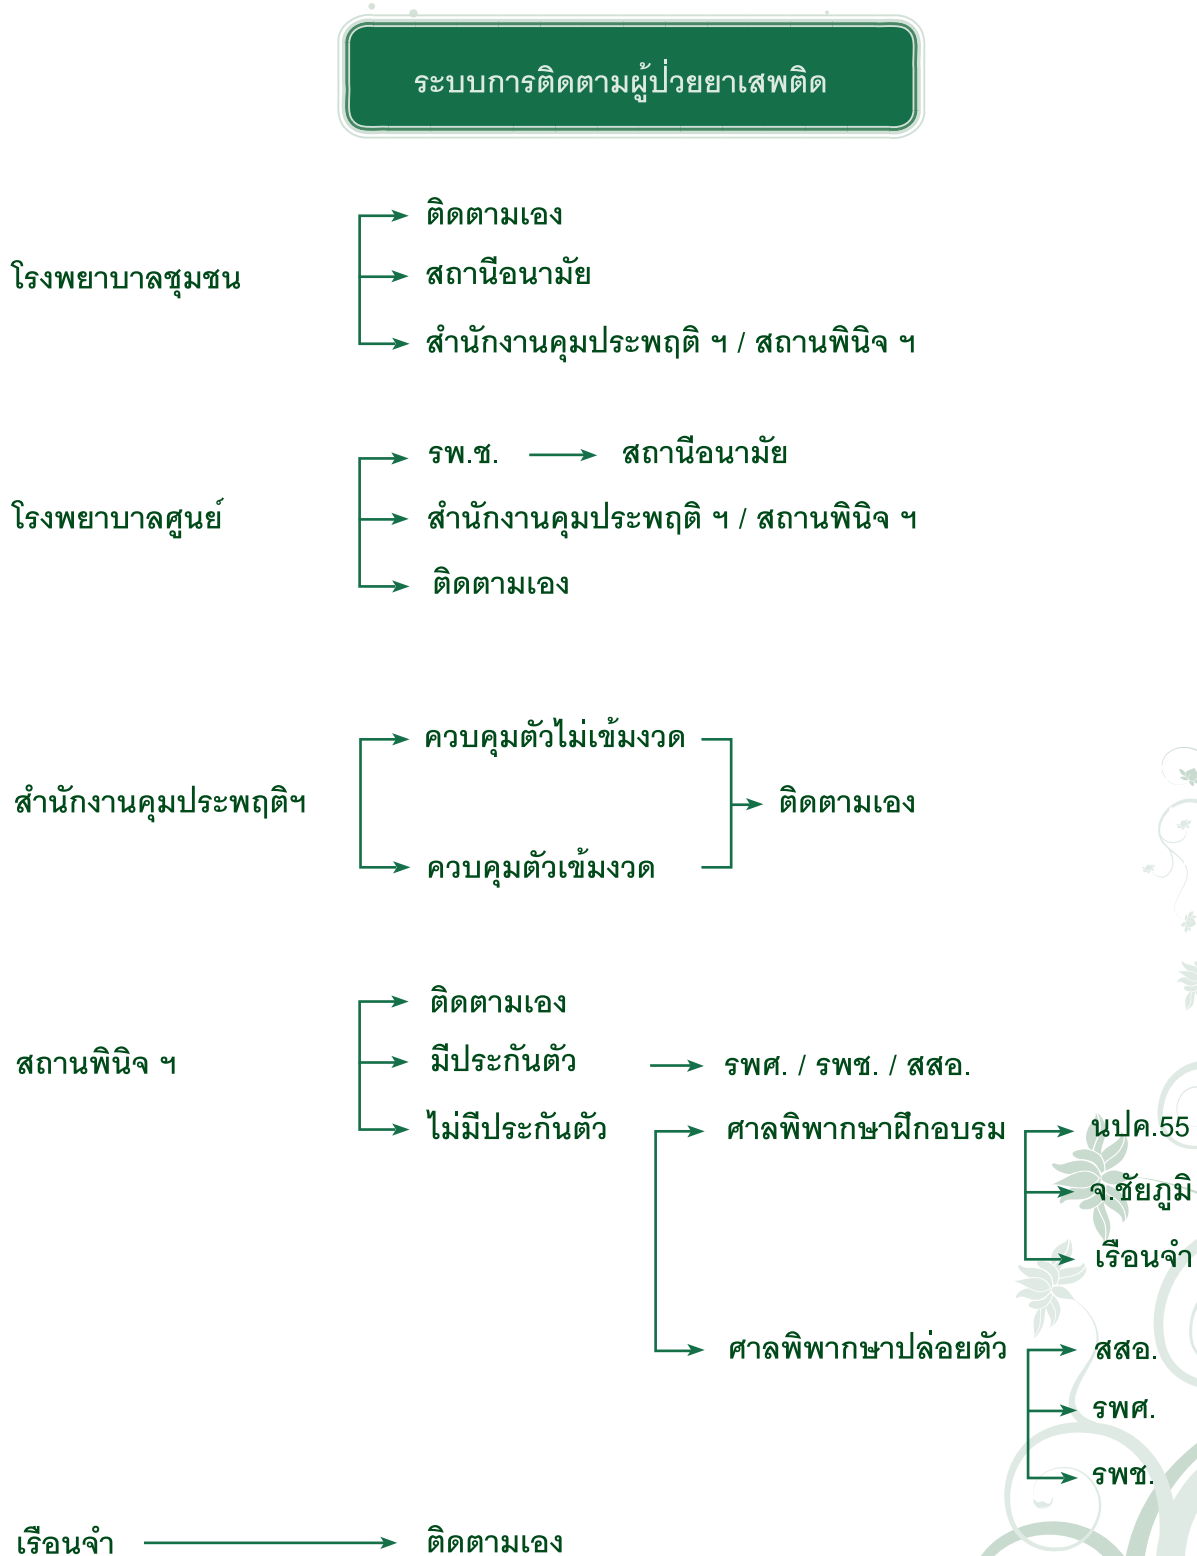 ระบบการติดตามผู้ป่วยยาเสพติด
โรงพยาบาลชุมชน
ติดตามเอง
สถานีอนามัย
สำนักงานคุมประพฤติ ฯ / สถานพินิจ ฯ
โรงพยาบาลศูนย์
รพ.ช. สถานีอนามัย
สำนักงานคุมประพฤติ ฯ / สถานพินิจ ฯ
ติดตามเอง
สำนักงานคุมประพฤติฯ
ควบคุมตัวไม่เข้มงวด
ควบคุมตัวเข้มงวด
ติดตามเอง
สถานพินิจ ฯ
ติดตามเอง
มีประกันตัว
รพศ. / รพช. / สสอ.
ไม่มีประกันตัว
ศาลพิพากษาฝึกอบรม
นปค.55
จ.ชัยภูมิ
เรือนจำ
ศาลพิพากษาปล่อยตัว
สสอ.
รพศ.
รพช.
เรือนจำ
ติดตามเอง